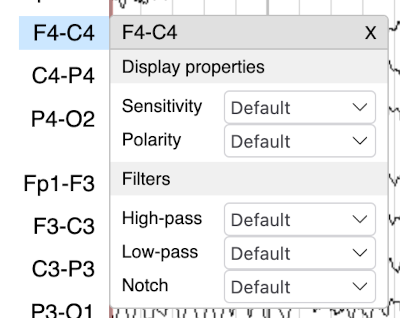 F4-C4
F4-C4 X
Display properties
C4-P4
Sensitivity Default
P4-O2
Polarity Default
Filters
Fp1-F3
High-pass Default
F3-C3
Low-pass Default
C3-P3
Notch Default
P3-O1